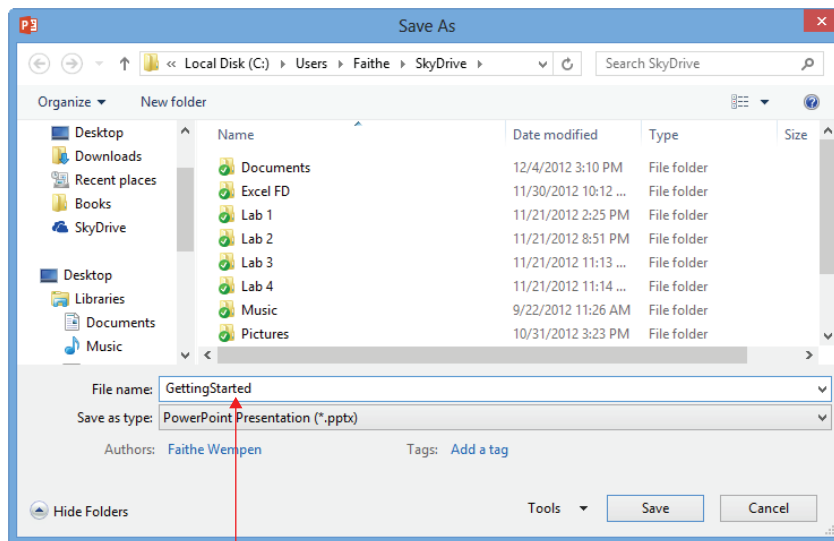 Save As
« Local Disk (C:) ▸ Users ▸ Faithe ▸ SkyDrive ▸ Search SkyDrive
Organize New folder
Name Date modified Type Size
Desktop
Downloads
Recent places
Books
SkyDrive
Desktop
Libraries
Documents
Music
Documents 12/4/2012 3:10 PM File folder
Excel FD 11/30/2012 10:12 ... File folder
Lab 1 11/21/2012 2:25 PM File folder
Lab 2 11/21/2012 8:51 PM File folder
Lab 3 11/21/2012 11:13 ... File folder
Lab 4 11/21/2012 11:14 ... File folder
Music 9/22/2012 11:26 AM File folder
Pictures 10/31/2012 3:23 PM File folder
File name: GettingStarted
Save as type: PowerPoint Presentation (*.pptx)
Authors: Faithe Wempen Tags: Add a tag
Hide Folders Tools Save Cancel